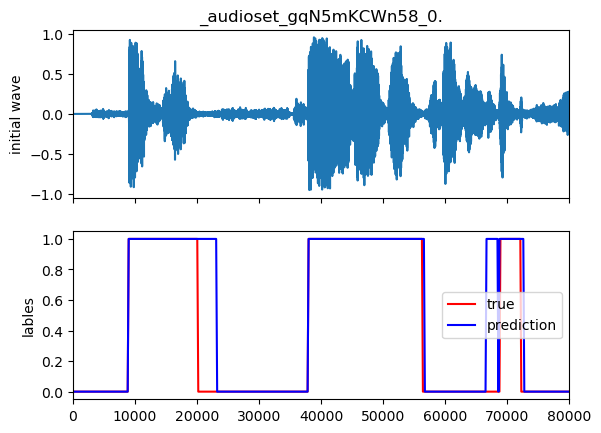 _audioset_gqN5mKCWn58_0.
1.0
0.5
0.0
−0.5
−1.0
initial wave
1.0
0.8
0.6
0.4
0.2
0.0
lables
true
prediction
0 10000 20000 30000 40000 50000 60000 70000 80000